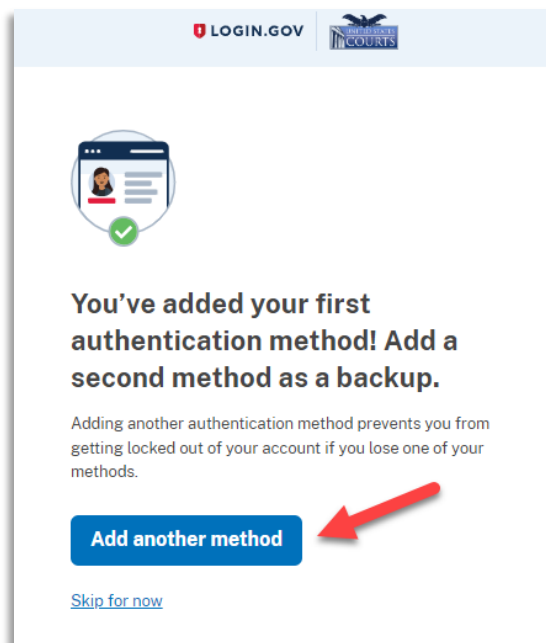 LOGIN.GOV
UNITED STATES
COURTS
You’ve added your first
authentication method! Add a
second method as a backup.
Adding another authentication method prevents you from
getting locked out of your account if you lose one of your
methods.
Add another method
Skip for now